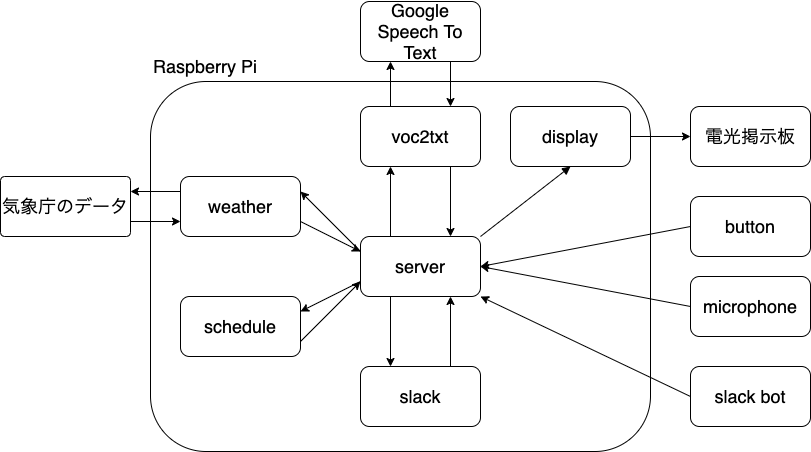 Google
Speech To
Text
Raspberry Pi
voc2txt
display
電光掲示板
気象庁のデータ
weather
button
server
microphone
schedule
slack
slack bot